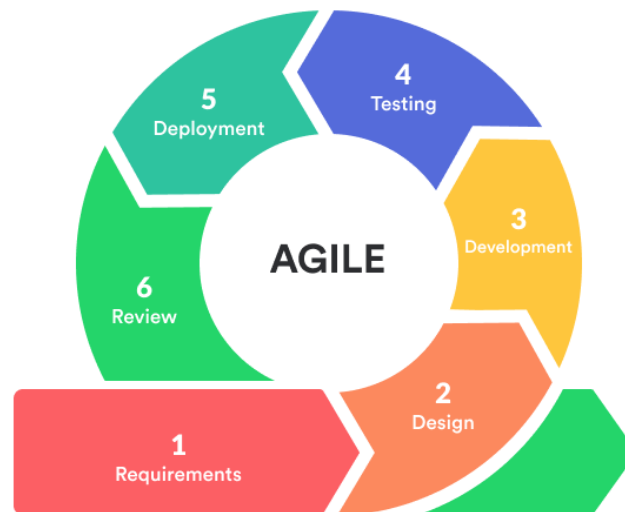 5
Deployment
4
Testing
3
Development
AGILE
6
Review
2
Design
1
Requirements